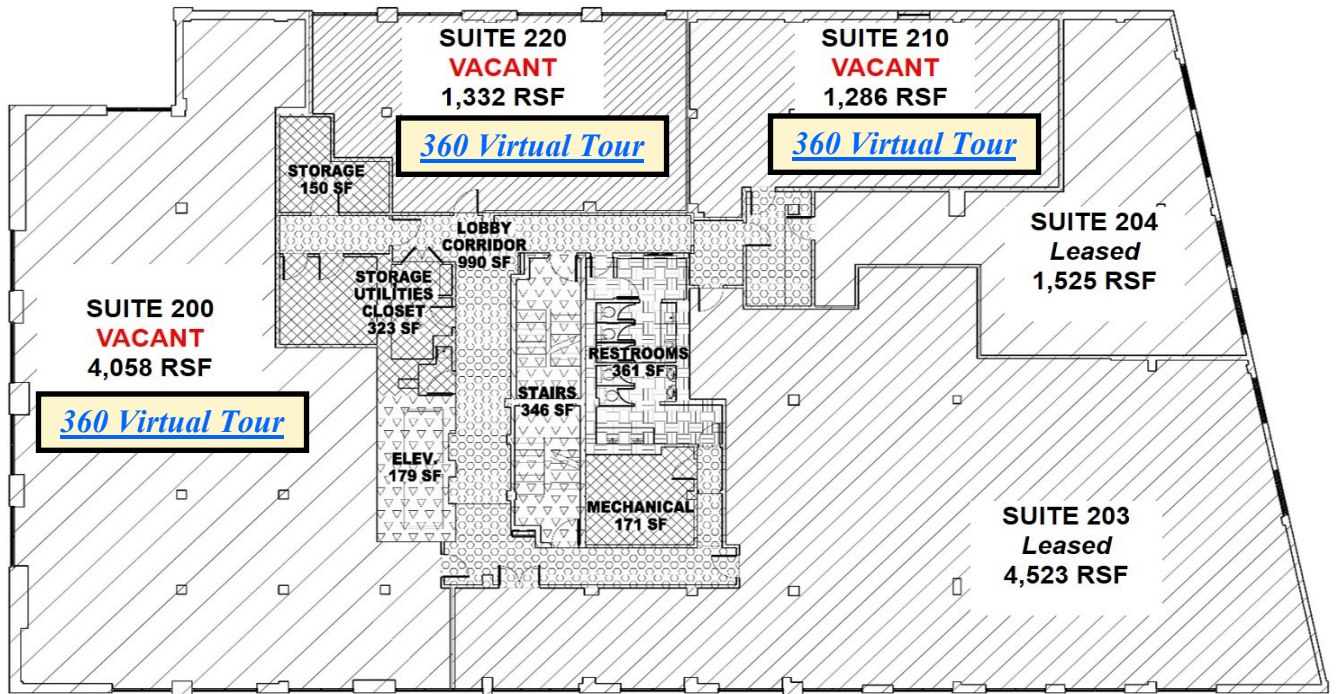 SUITE 220
VACANT
1,332 RSF
360 Virtual Tour
SUITE 210
VACANT
1,286 RSF
360 Virtual Tour
STORAGE
150 SF
LOBBY
CORRIDOR
990 SF
SUITE 204
Leased
1,525 RSF
STORAGE
UTILITIES
CLOSET
323 SF
SUITE 200
VACANT
4,058 RSF
360 Virtual Tour
RESTROOMS
361 SF
STAIRS
346 SF
ELEV.
179 SF
MECHANICAL
171 SF
SUITE 203
Leased
4,523 RSF